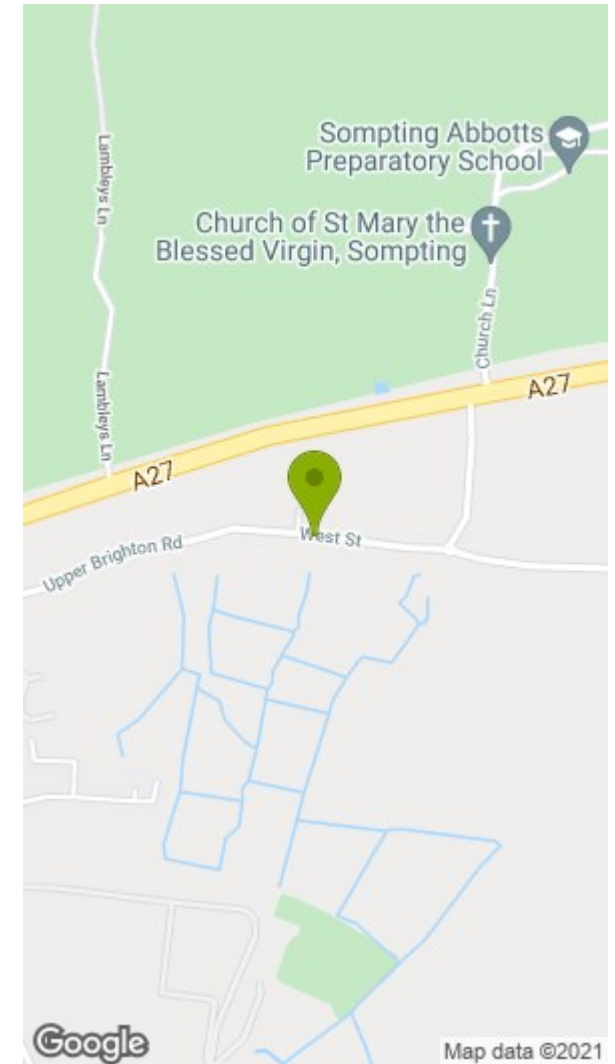 Lambleys Ln
Sompting Abbotts
Preparatory School
Church of St Mary the
Blessed Virgin, Sompting
Church Ln
Lambleys Ln
A27
A27
West St
Upper Brighton Rd
Google
Map data ©2021